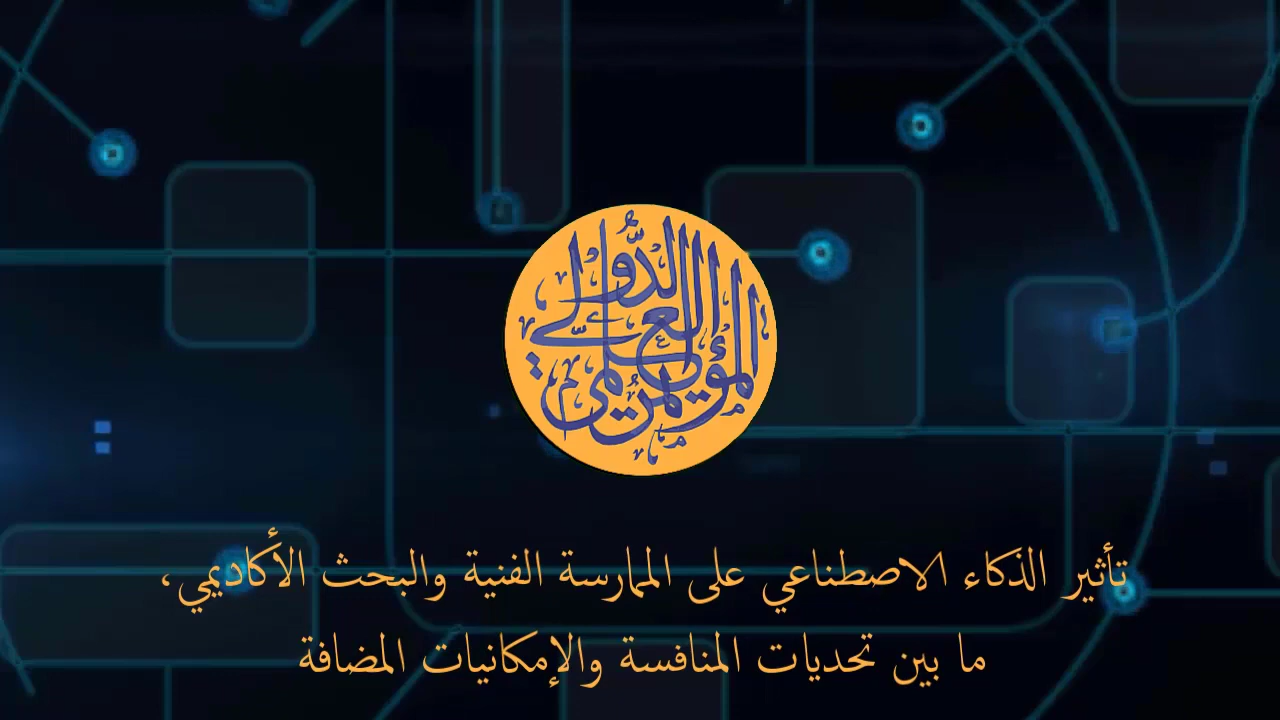 المؤتمر العلمي الدولي
تأثير الذكاء الاصطناعي على الممارسة الفنية والبحث الأكاديمي،
ما بين تحديات المنافسة والإمكانيات المضافة